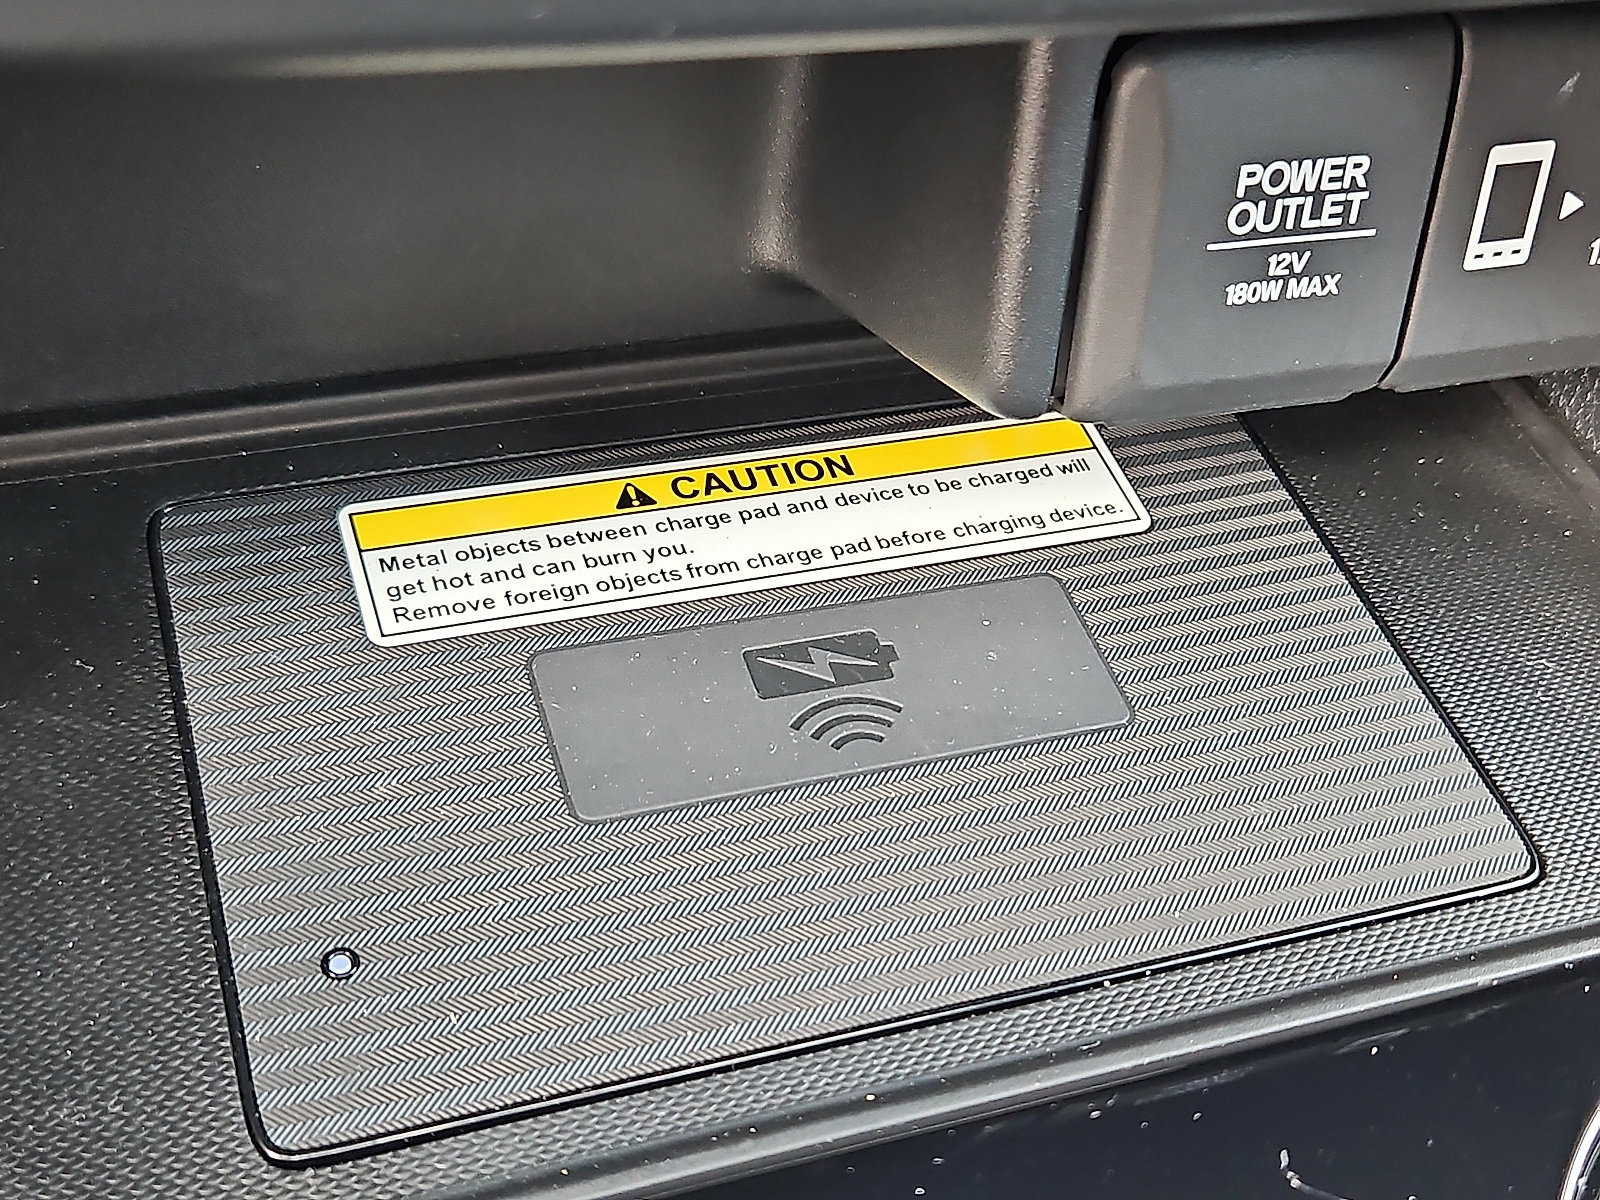 POWER
OUTLET
12V
180W MAX
CAUTION
Metal objects between charge pad and device to be charged will
get hot and can burn you.
Remove foreign objects from charge pad before charging device.